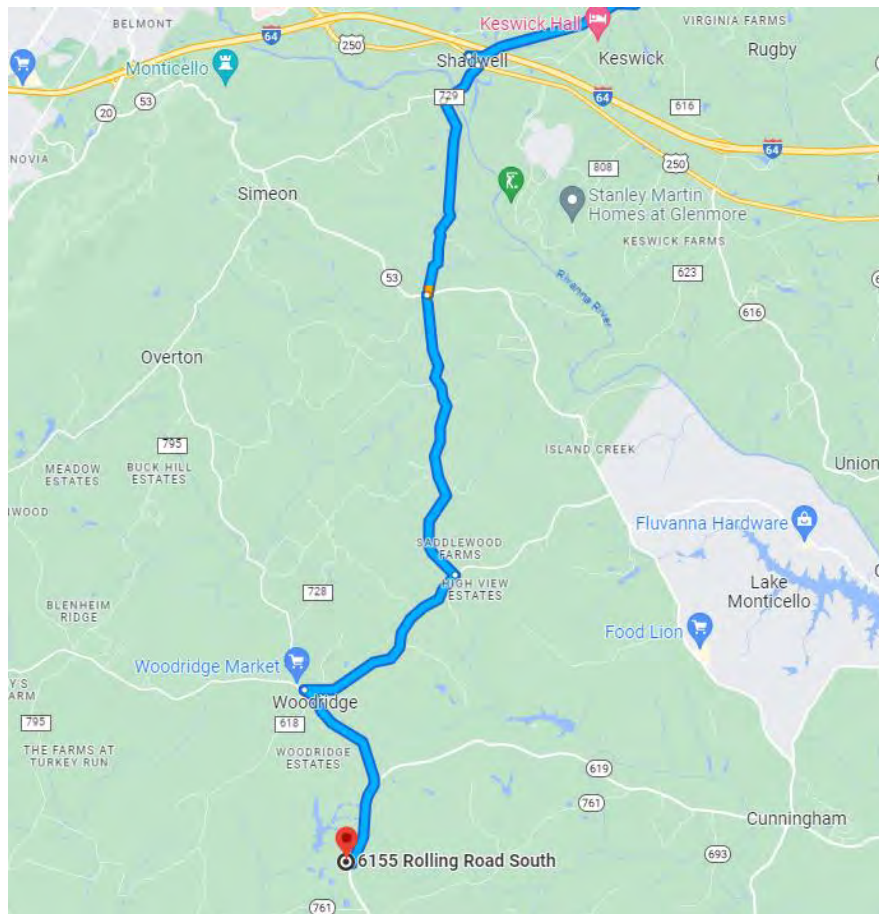 BELMONT
Keswick Hall
VIRGINIA FARMS
64
250
Shadwell
Keswick
Rugby
Monticello
53
20
729
64
616
NOVIA
250
808
Simeon
Stanley Martin
Homes at Glenmore
KESWICK FARMS
53
623
Rivanna River
616
Overton
795
ISLAND CREEK
MEADOW
ESTATES
BUCK HILL
ESTATES
Union
NWOOD
Fluvanna Hardware
SADDLEWOOD
FARMS
HIGH VIEW
ESTATES
728
Lake
Monticello
BLENHEIM
RIDGE
Food Lion
Woodridge Market
Y'S
ARM
Woodridge
795
618
THE FARMS AT
TURKEY RUN
WOODRIDGE
ESTATES
619
761
Cunningham
6155 Rolling Road South
693
761